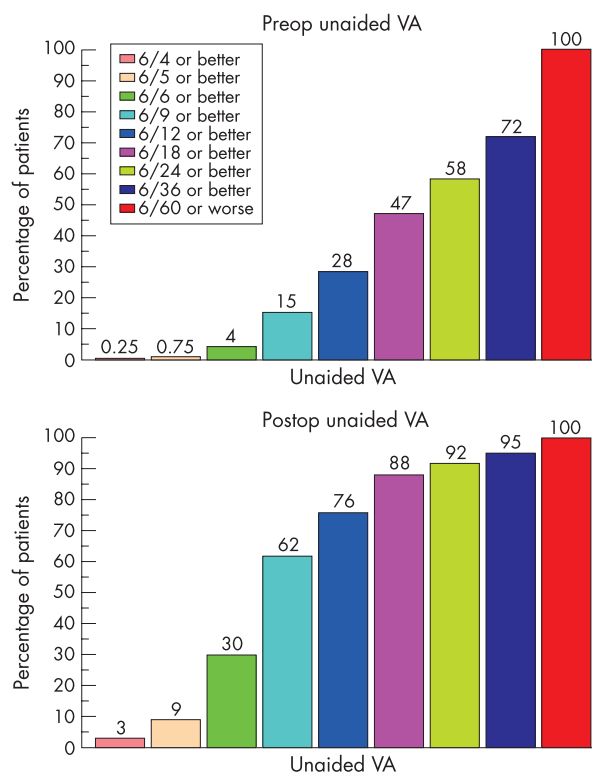 Preop unaided VA
Percentage of patients
100
90
80
70
60
50
40
30
20
10
0
6/4 or better
6/5 or better
6/6 or better
6/9 or better
6/12 or better
6/18 or better
6/24 or better
6/36 or better
6/60 or worse
0.25
0.75
4
15
28
47
58
72
100
Unaided VA
Postop unaided VA
Percentage of patients
100
90
80
70
60
50
40
30
20
10
0
3
9
30
62
76
88
92
95
100
Unaided VA